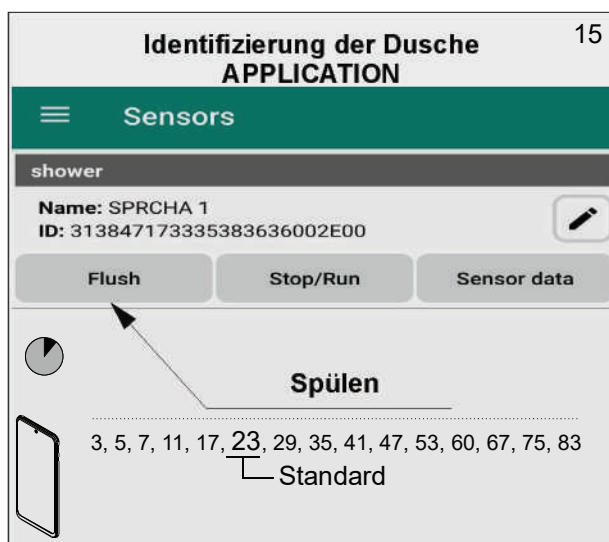 15
Identifizierung der Dusche
APPLICATION
Sensors
shower
Name: SPRCHA 1
ID: 313847173335383636002E00
Flush Stop/Run Sensor data
Spülen
3, 5, 7, 11, 17, 23, 29, 35, 41, 47, 53, 60, 67, 75, 83
Standard